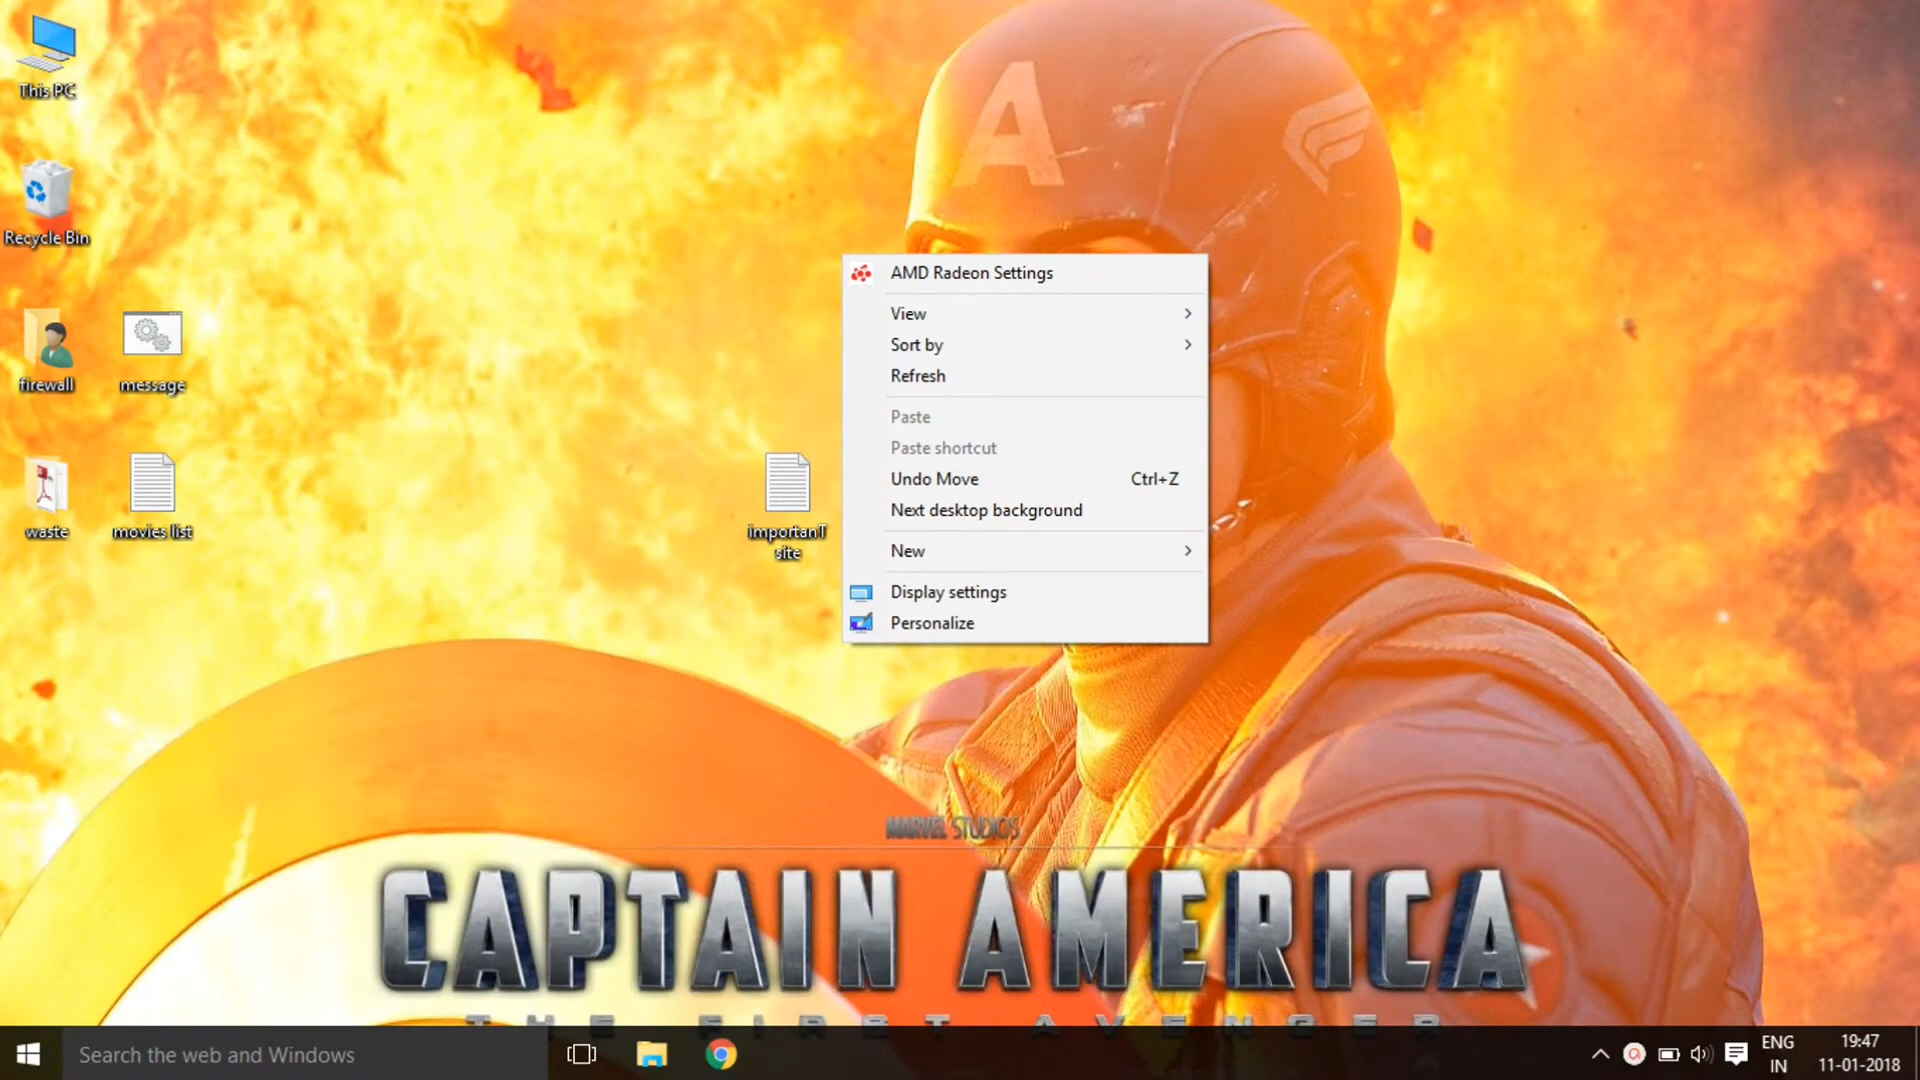 This PC
Recycle Bin
firewall
message
waste
movies list
importanT
site
A
AMD Radeon Settings
View
Sort by
Refresh
Paste
Paste shortcut
Undo Move Ctrl+Z
Next desktop background
New
Display settings
Personalize
MARVEL STUDIOS
CAPTAIN AMERICA
THE FIRST AVENGER
Search the web and Windows
ENG
IN
19:47
11-01-2018